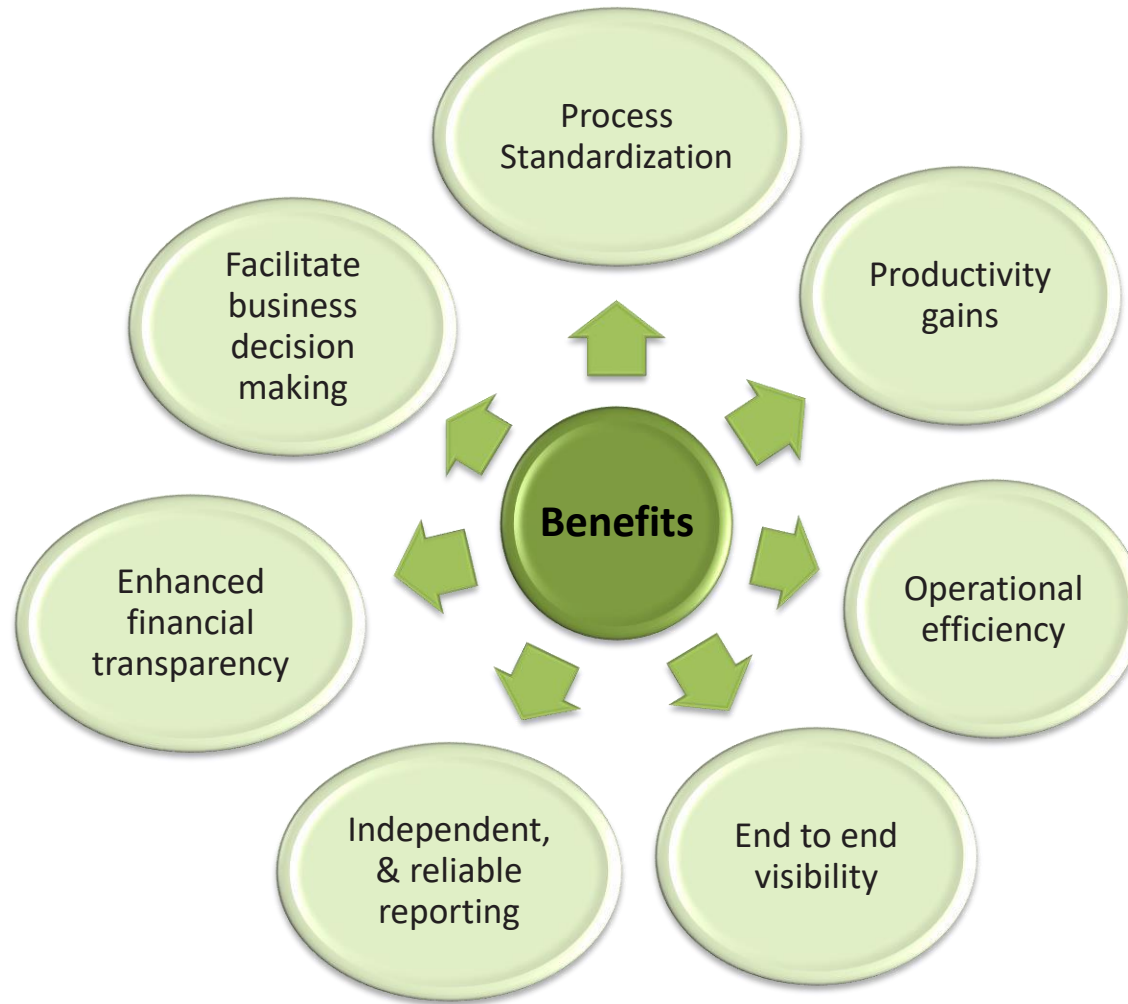 Process
Standardization
Productivity
gains
Operational
efficiency
End to end
visibility
Independent,
& reliable
reporting
Enhanced
financial
transparency
Facilitate
business
decision
making
Benefits